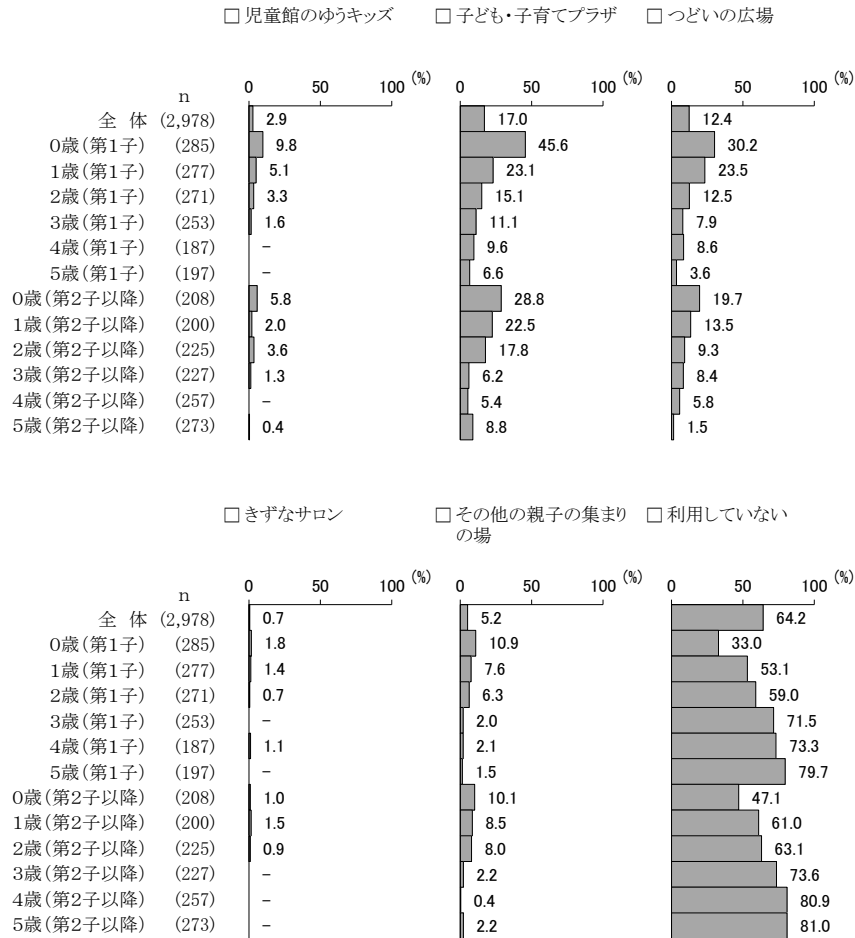 □ 児童館のゆうキッズ □ 子ども・子育てプラザ □ つどいの広場
0 50 100 (%) 0 50 100 (%) 0 50 100 (%)
n
全 体 (2,978) 2.9 17.0 12.4
0歳(第1子) (285) 9.8 45.6 30.2
1歳(第1子) (277) 5.1 23.1 23.5
2歳(第1子) (271) 3.3 15.1 12.5
3歳(第1子) (253) 1.6 11.1 7.9
4歳(第1子) (187) － 9.6 8.6
5歳(第1子) (197) － 6.6 3.6
0歳(第2子以降) (208) 5.8 28.8 19.7
1歳(第2子以降) (200) 2.0 22.5 13.5
2歳(第2子以降) (225) 3.6 17.8 9.3
3歳(第2子以降) (227) 1.3 6.2 8.4
4歳(第2子以降) (257) － 5.4 5.8
5歳(第2子以降) (273) 0.4 8.8 1.5
□ きずなサロン □ その他の親子の集まり □ 利用していない
の場
0 50 100 (%) 0 50 100 (%) 0 50 100 (%)
n
全 体 (2,978) 0.7 5.2 64.2
0歳(第1子) (285) 1.8 10.9 33.0
1歳(第1子) (277) 1.4 7.6 53.1
2歳(第1子) (271) 0.7 6.3 59.0
3歳(第1子) (253) － 2.0 71.5
4歳(第1子) (187) 1.1 2.1 73.3
5歳(第1子) (197) － 1.5 79.7
0歳(第2子以降) (208) 1.0 10.1 47.1
1歳(第2子以降) (200) 1.5 8.5 61.0
2歳(第2子以降) (225) 0.9 8.0 63.1
3歳(第2子以降) (227) － 2.2 73.6
4歳(第2子以降) (257) － 0.4 80.9
5歳(第2子以降) (273) － 2.2 81.0